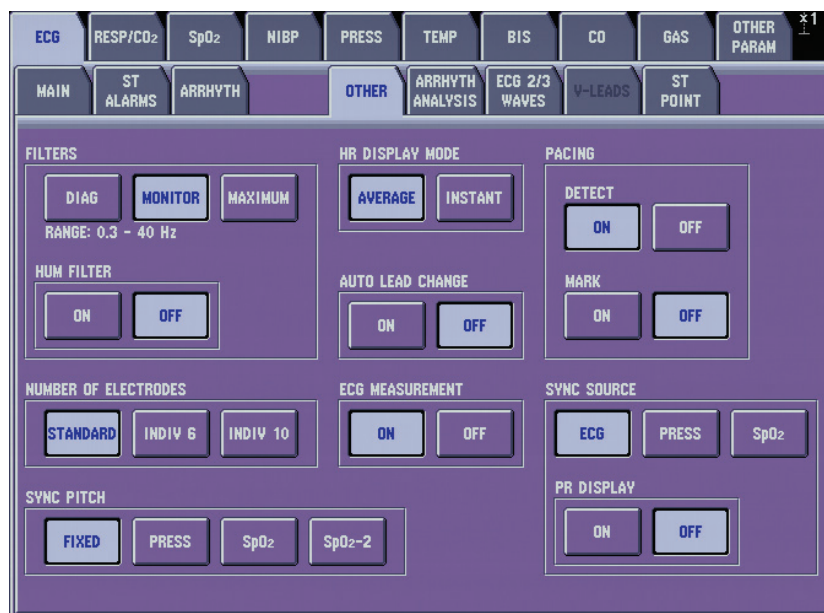 ECG RESP/CO₂ SpO₂ NIBP PRESS TEMP BIS CO GAS OTHER PARAM x1
MAIN ST ALARMS ARRHYTH OTHER ARRHYTH ANALYSIS ECG 2/3 WAVES V-LEADS ST POINT
FILTERS
DIAG MONITOR MAXIMUM
RANGE: 0.3 - 40 Hz
HUM FILTER
ON OFF
HR DISPLAY MODE
AVERAGE INSTANT
AUTO LEAD CHANGE
ON OFF
PACING
DETECT
ON OFF
MARK
ON OFF
NUMBER OF ELECTRODES
STANDARD INDIV 6 INDIV 10
ECG MEASUREMENT
ON OFF
SYNC SOURCE
ECG PRESS SpO₂
PR DISPLAY
ON OFF
SYNC PITCH
FIXED PRESS SpO₂ SpO₂-2